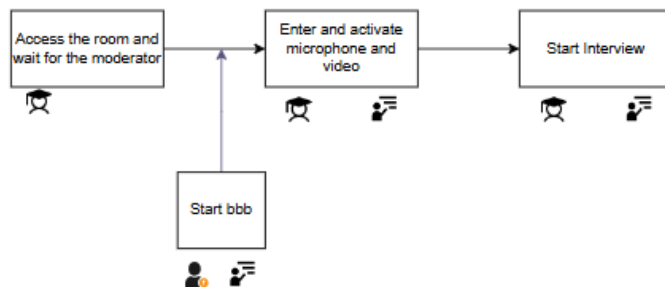 Access the room and
wait for the moderator
Enter and activate
microphone and
video
Start Interview
Start bbb